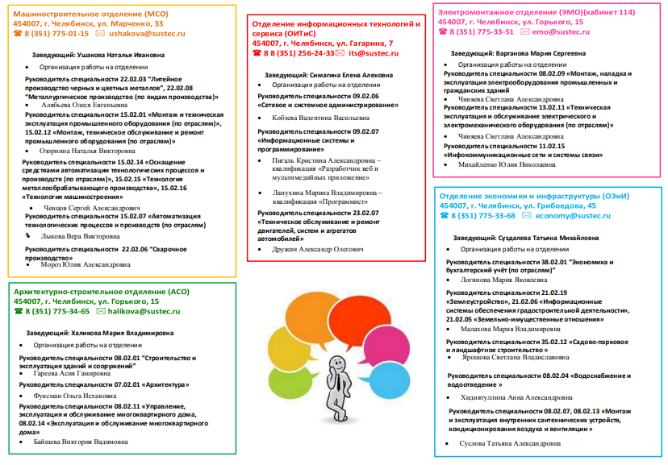 Машиностроительное отделение (МСО)
454007, г. Челябинск, ул. Марченко, 33
☎ 8 (351) 775-01-15 ✉ ushakova@sustec.ru
Заведующий: Ушакова Наталья Ивановна
• Организация работы на отделении
Руководитель специальности 22.02.03 "Литейное
производство черных и цветных металлов", 22.02.08
"Металлургическое производство (по видам производства)»
• Алябьева Олеся Евгеньевна
Руководитель специальности 15.02.01 «Монтаж и техническая
эксплуатация промышленного оборудования (по отраслям)»,
15.02.12 «Монтаж, техническое обслуживание и ремонт
промышленного оборудования (по отраслям)
• Озорнина Наталья Викторовна
Руководитель специальности 15.02.14 «Оснащение
средствами автоматизации технологических процессов и
производств (по отраслям)», 15.02.15 «Технология
металлообрабатывающего производства», 15.02.16
«Технология машиностроения»
• Ченцов Сергей Александрович
Руководитель специальности 15.02.07 «Автоматизация
технологических процессов и производств (по отраслям)
• Лыкова Вера Викторовна
Руководитель специальности 22.02.06 "Сварочное
производство»
• Мороз Юлия Александровна
Архитектурно-строительное отделение (АСО)
454007, г. Челябинск, ул. Горького, 15
☎ 8 (351) 775-34-65 ✉ halikova@sustec.ru
Заведующий: Халикова Мария Владимировна
• Организация работы на отделении
Руководитель специальности 08.02.01 "Строительство и
эксплуатация зданий и сооружений"
• Гареева Асия Гамировна
Руководитель специальности 07.02.01 «Архитектура»
• Фуксман Ольга Исхаковна
Руководитель специальности 08.02.11 «Управление,
эксплуатация и обслуживание многоквартирного дома,
08.02.14 «Эксплуатация и обслуживание многоквартирного
дома»
• Байшева Виктория Вадимовна
Отделение информационных технологий и
сервиса (ОИТиС)
454007, г. Челябинск, ул. Гагарина, 7
☎ 8 8 (351) 256-24-33 ✉ its@sustec.ru
Заведующий: Симагина Елена Алековна
• Организация работы на отделении
Руководитель специальности 09.02.06
«Сетевое и системное администрирование»
• Кобзева Валентина Васильевна
Руководитель специальности 09.02.07
«Информационные системы и
программирование»
• Пигаль Кристина Александровна –
квалификация «Разработчик веб и
мультимедийных приложение»
• Лапухина Марина Владимировна –
квалификация «Программист»
Руководитель специальности 23.02.07
«Техническое обслуживание и ремонт
двигателей, систем и агрегатов
автомобилей»
• Дружин Александр Олегович
Электромонтажное отделение (ЭМО)(кабинет 114)
454007, г. Челябинск, ул. Горького, 15
☎ 8 (351) 775-33-51 ✉ emo@sustec.ru
Заведующий: Варганова Мария Сергеевна
• Организация работы на отделении
Руководитель специальности 08.02.09 «Монтаж, наладка и
эксплуатация электрооборудования промышленных и
гражданских зданий
• Чиняева Светлана Александровна
Руководитель специальности 13.02.11 «Техническая
эксплуатация и обслуживание электрического и
электромеханического оборудования (по отраслям)»
• Чиняева Светлана Александровна
Руководитель специальности 11.02.15
«Инфокоммуникационные сети и системы связи»
• Михайленко Юлия Николаевна
Отделение экономики и инфраструктуры (ОЭиИ)
454007, г. Челябинск, ул. Грибоедова, 45
☎ 8 (351) 775-33-68 ✉ economy@sustec.ru
Заведующий: Суздалева Татьяна Михайловна
• Организация работы на отделении
Руководитель специальности 38.02.01 "Экономика и
бухгалтерский учёт (по отраслям)"
• Логинова Мария Яковлевна
Руководитель специальности 21.02.19
«Землеустройство», 21.02.06 «Информационные
системы обеспечения градостроительной деятельности»,
21.02.05 «Земельно-имущественные отношения»
• Малахова Мария Владимировна
Руководитель специальности 35.02.12 «Садово-парковое
и ландшафтное строительство »
• Яронова Светлана Владиславовна
Руководитель специальности 08.02.04 «Водоснабжение и
водоотведение »
• Хисматуллина Анна Александровна
Руководитель специальности 08.02.07, 08.02.13 «Монтаж
и эксплуатация внутренних сантехнических устройств,
кондиционирования воздуха и вентиляции »
• Суслова Татьяна Александровна